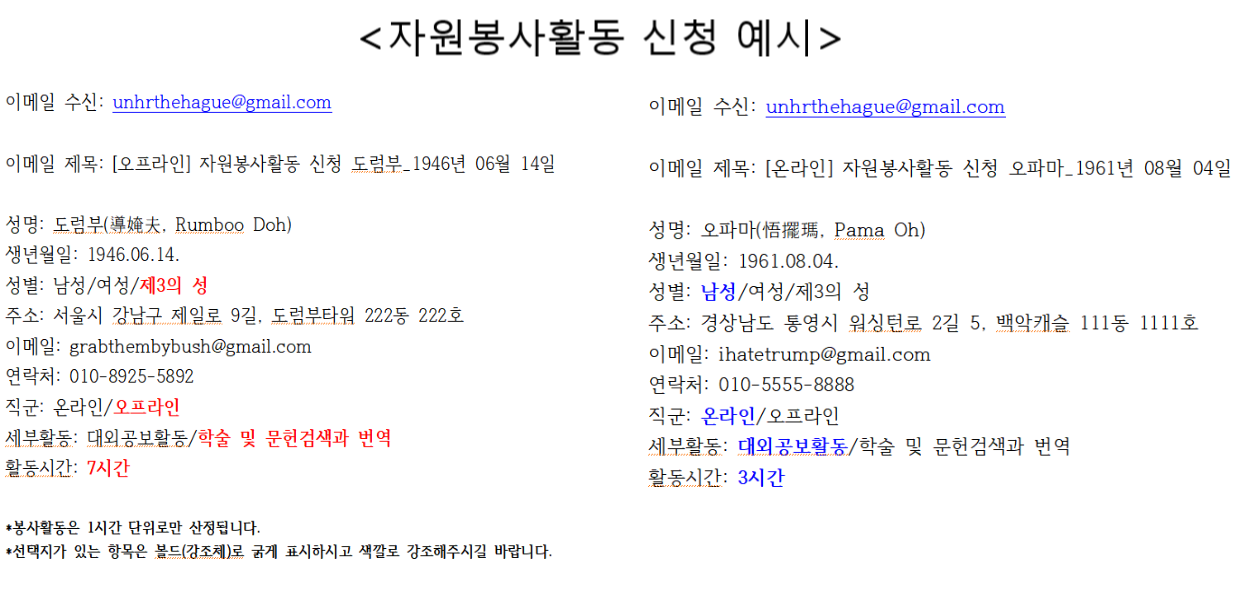 <자원봉사활동 신청 예시>
이메일 수신: unhrthehague@gmail.com
이메일 제목: [오프라인] 자원봉사활동 신청 도럼부_1946년 06월 14일
성명: 도럼부(導媕夫, Rumboo Doh)
생년월일: 1946.06.14.
성별: 남성/여성/제3의 성
주소: 서울시 강남구 제일로 9길, 도럼부타워 222동 222호
이메일: grabthembybush@gmail.com
연락처: 010-8925-5892
직군: 온라인/오프라인
세부활동: 대외공보활동/학술 및 문헌검색과 번역
활동시간: 7시간
*봉사활동은 1시간 단위로만 산정됩니다.
*선택지가 있는 항목은 볼드(강조체)로 굵게 표시하시고 색깔로 강조해주시길 바랍니다.
이메일 수신: unhrthehague@gmail.com
이메일 제목: [온라인] 자원봉사활동 신청 오파마_1961년 08월 04일
성명: 오파마(悟擺瑪, Pama Oh)
생년월일: 1961.08.04.
성별: 남성/여성/제3의 성
주소: 경상남도 통영시 워싱턴로 2길 5, 백악캐슬 111동 1111호
이메일: ihatetrump@gmail.com
연락처: 010-5555-8888
직군: 온라인/오프라인
세부활동: 대외공보활동/학술 및 문헌검색과 번역
활동시간: 3시간